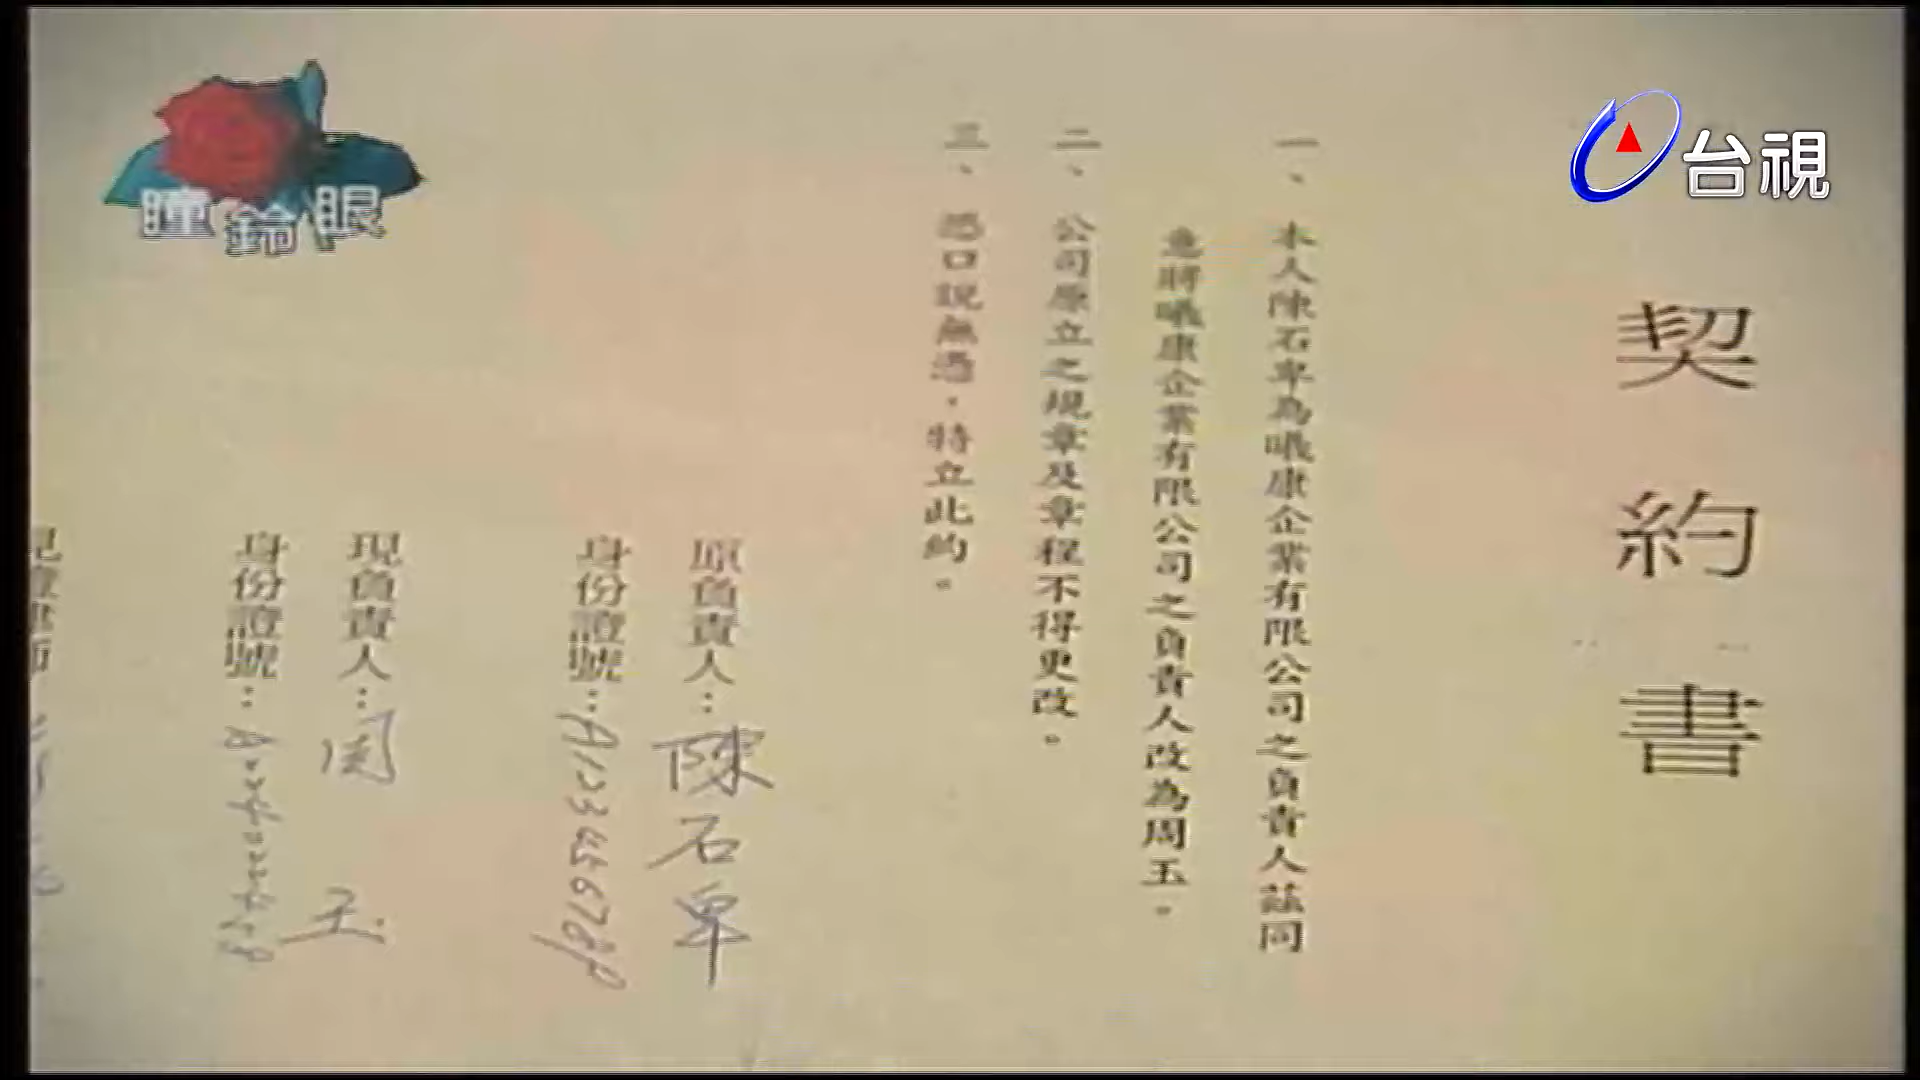 瞳鈴眼
台視
契約書
一、本人陳石卑為曦康企業有限公司之負責人茲同
意將曦康企業有限公司之負責人改為周玉。
二、公司原立之規章及章程不得更改。
三、恐口說無憑，特立此約。
原負責人：陳石卑
身份證號：A123456789
現負責人：周玉
身份證號：